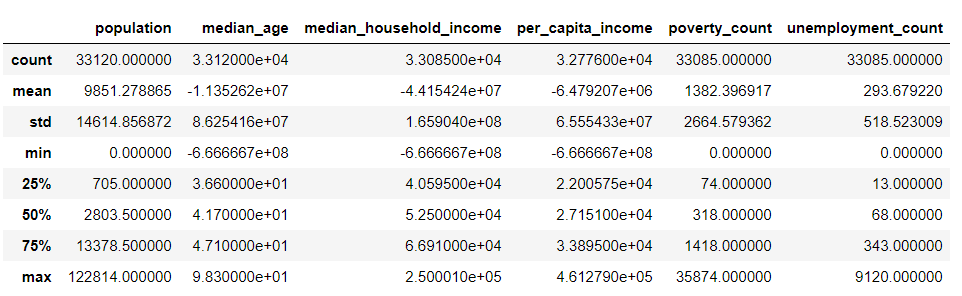 population median_age median_household_income per_capita_income poverty_count unemployment_count
count 33120.000000 3.312000e+04 3.308500e+04 3.277600e+04 33085.000000 33085.000000
mean 9851.278865 -1.135262e+07 -4.415424e+07 -6.479207e+06 1382.396917 293.679220
std 14614.856872 8.625416e+07 1.659040e+08 6.555433e+07 2664.579362 518.523009
min 0.000000 -6.666667e+08 -6.666667e+08 -6.666667e+08 0.000000 0.000000
25% 705.000000 3.660000e+01 4.059500e+04 2.200575e+04 74.000000 13.000000
50% 2803.500000 4.170000e+01 5.250000e+04 2.715100e+04 318.000000 68.000000
75% 13378.500000 4.710000e+01 6.691000e+04 3.389500e+04 1418.000000 343.000000
max 122814.000000 9.830000e+01 2.500010e+05 4.612790e+05 35874.000000 9120.000000